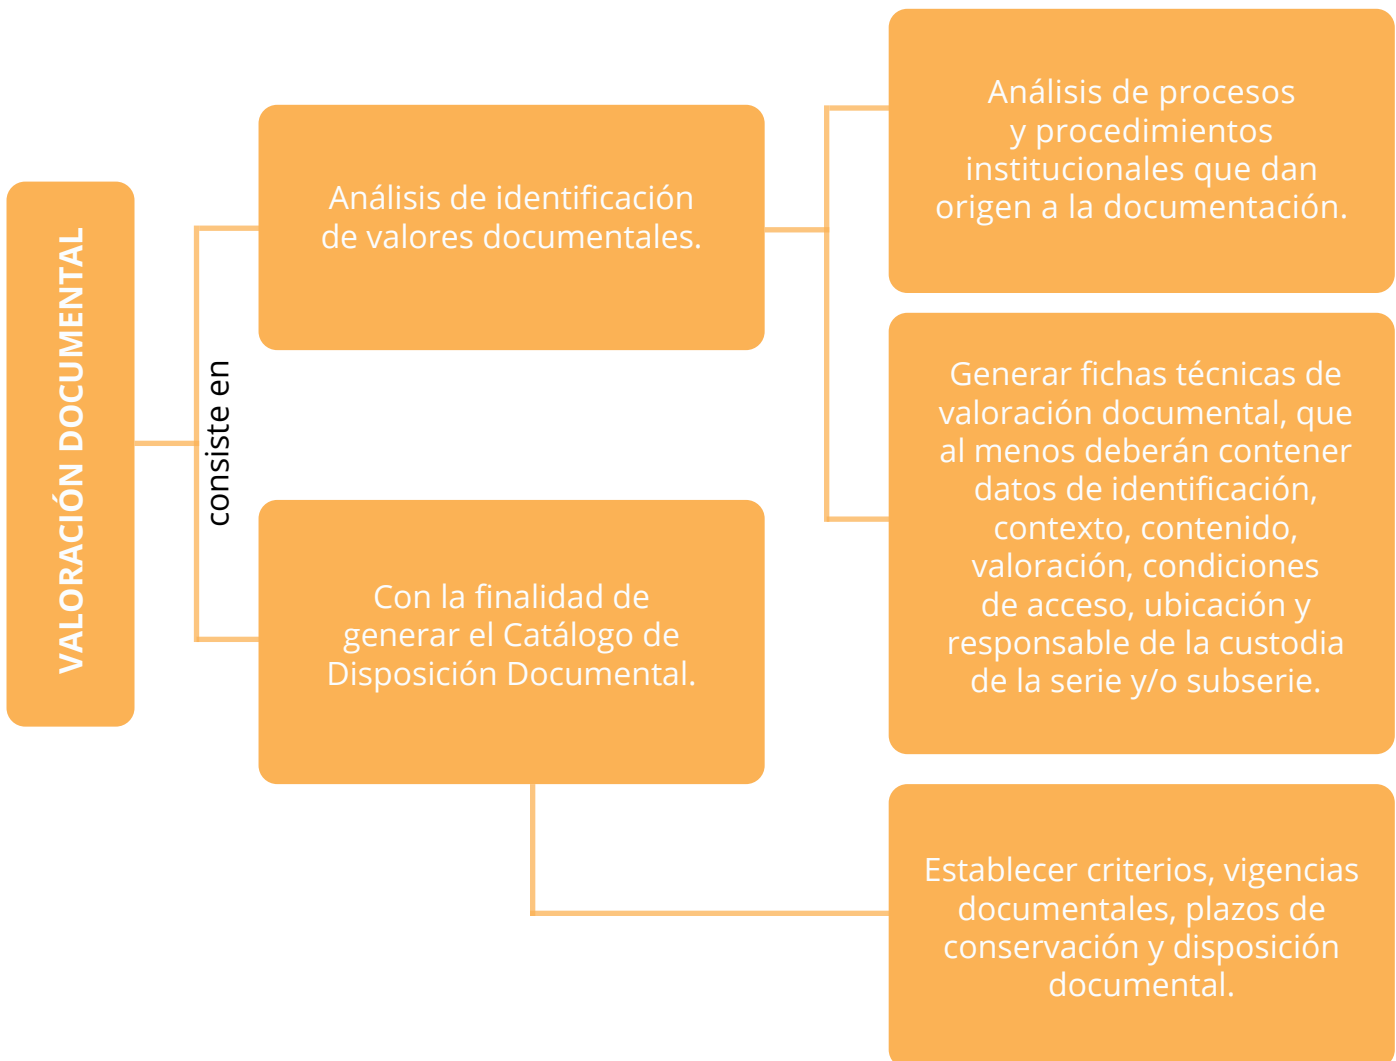 VALORACIÓN DOCUMENTAL
consiste en
Análisis de identificación
de valores documentales.
Con la finalidad de
generar el Catálogo de
Disposición Documental.
Análisis de procesos
y procedimientos
institucionales que dan
origen a la documentación.
Generar fichas técnicas de
valoración documental, que
al menos deberán contener
datos de identificación,
contexto, contenido,
valoración, condiciones
de acceso, ubicación y
responsable de la custodia
de la serie y/o subserie.
Establecer criterios, vigencias
documentales, plazos de
conservación y disposición
documental.